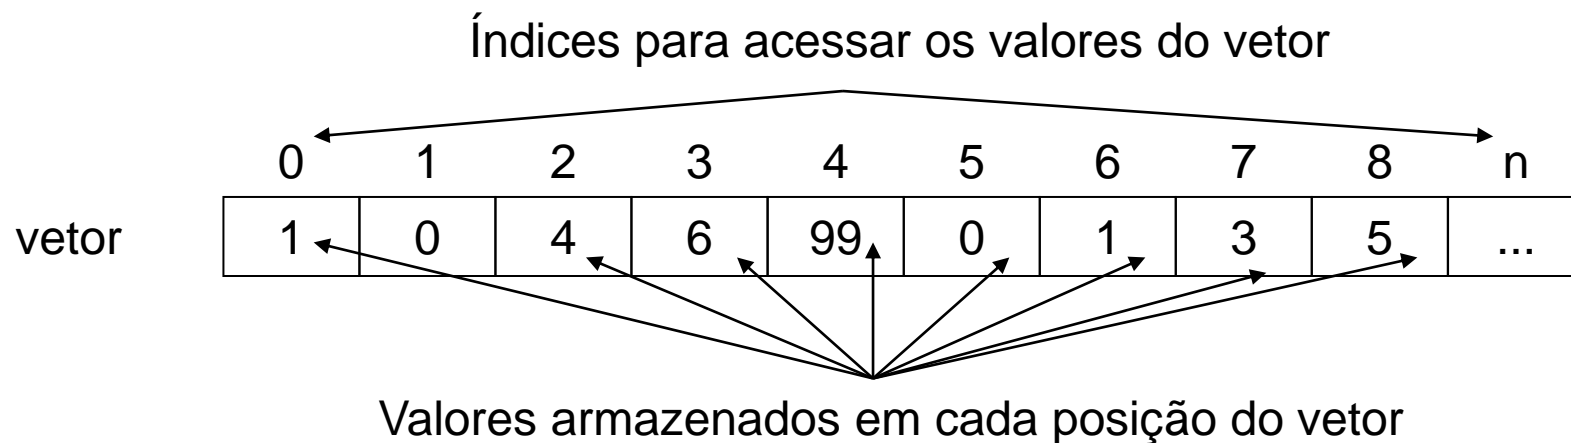 Índices para acessar os valores do vetor
0 1 2 3 4 5 6 7 8 n
vetor 1 0 4 6 99 0 1 3 5 ...
Valores armazenados em cada posição do vetor